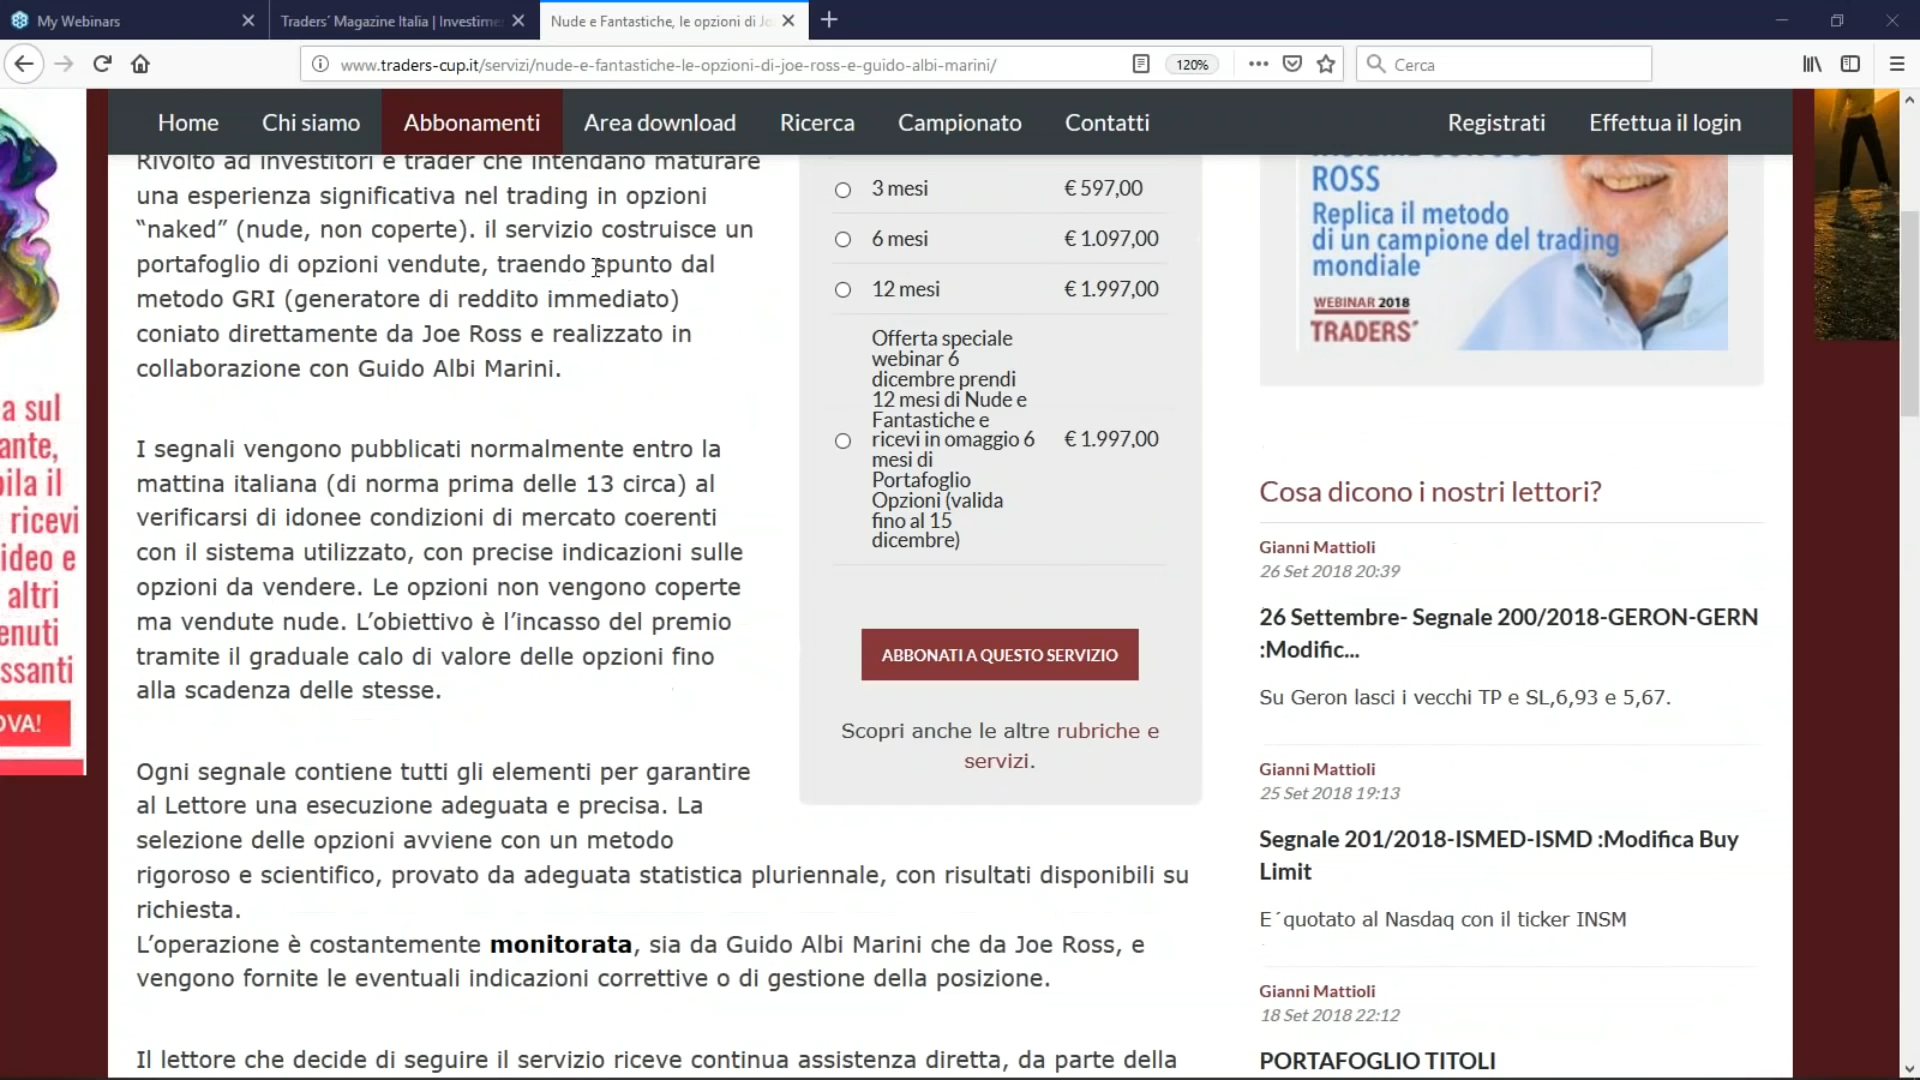 My Webinars
Traders´ Magazine Italia | Investime
Nude e Fantastiche, le opzioni di Jo
www.traders-cup.it/servizi/nude-e-fantastiche-le-opzioni-di-joe-ross-e-guido-albi-marini/
120%
Cerca
Home
Chi siamo
Abbonamenti
Area download
Ricerca
Campionato
Contatti
Registrati
Effettua il login
Rivolto ad investitori e trader che intendano maturare
una esperienza significativa nel trading in opzioni
“naked” (nude, non coperte). il servizio costruisce un
portafoglio di opzioni vendute, traendo spunto dal
metodo GRI (generatore di reddito immediato)
coniato direttamente da Joe Ross e realizzato in
collaborazione con Guido Albi Marini.
I segnali vengono pubblicati normalmente entro la
mattina italiana (di norma prima delle 13 circa) al
verificarsi di idonee condizioni di mercato coerenti
con il sistema utilizzato, con precise indicazioni sulle
opzioni da vendere. Le opzioni non vengono coperte
ma vendute nude. L’obiettivo è l’incasso del premio
tramite il graduale calo di valore delle opzioni fino
alla scadenza delle stesse.
Ogni segnale contiene tutti gli elementi per garantire
al Lettore una esecuzione adeguata e precisa. La
selezione delle opzioni avviene con un metodo
rigoroso e scientifico, provato da adeguata statistica pluriennale, con risultati disponibili su
richiesta.
L’operazione è costantemente monitorata, sia da Guido Albi Marini che da Joe Ross, e
vengono fornite le eventuali indicazioni correttive o di gestione della posizione.
Il lettore che decide di seguire il servizio riceve continua assistenza diretta, da parte della
3 mesi € 597,00
6 mesi € 1.097,00
12 mesi € 1.997,00
Offerta speciale
webinar 6
dicembre prendi
12 mesi di Nude e
Fantastiche e
ricevi in omaggio 6 € 1.997,00
mesi di
Portafoglio
Opzioni (valida
fino al 15
dicembre)
ABBONATI A QUESTO SERVIZIO
Scopri anche le altre rubriche e
servizi.
ROSS
Replica il metodo
di un campione del trading
mondiale
WEBINAR 2018
TRADERS´
Cosa dicono i nostri lettori?
Gianni Mattioli
26 Set 2018 20:39
26 Settembre- Segnale 200/2018-GERON-GERN
:Modific...
Su Geron lasci i vecchi TP e SL,6,93 e 5,67.
Gianni Mattioli
25 Set 2018 19:13
Segnale 201/2018-ISMED-ISMD :Modifica Buy
Limit
E´quotato al Nasdaq con il ticker INSM
Gianni Mattioli
18 Set 2018 22:12
PORTAFOGLIO TITOLI
a sul
ante,
bila il
ricevi
ideo e
altri
enuti
ssanti
OVA!